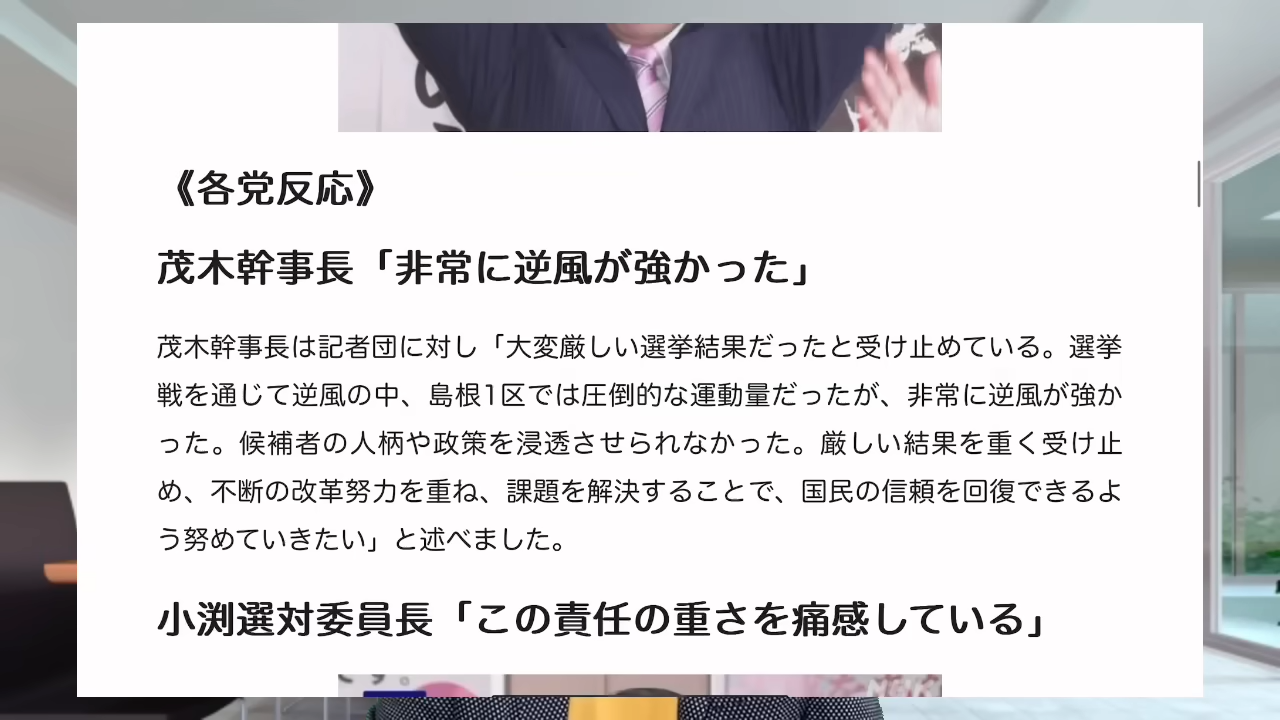 《各党反応》
茂木幹事長「非常に逆風が強かった」
茂木幹事長は記者団に対し「大変厳しい選挙結果だったと受け止めている。選挙
戦を通じて逆風の中、島根1区では圧倒的な運動量だったが、非常に逆風が強か
った。候補者の人柄や政策を浸透させられなかった。厳しい結果を重く受け止
め、不断の改革努力を重ね、課題を解決することで、国民の信頼を回復できるよ
う努めていきたい」と述べました。
小渕選対委員長「この責任の重さを痛感している」